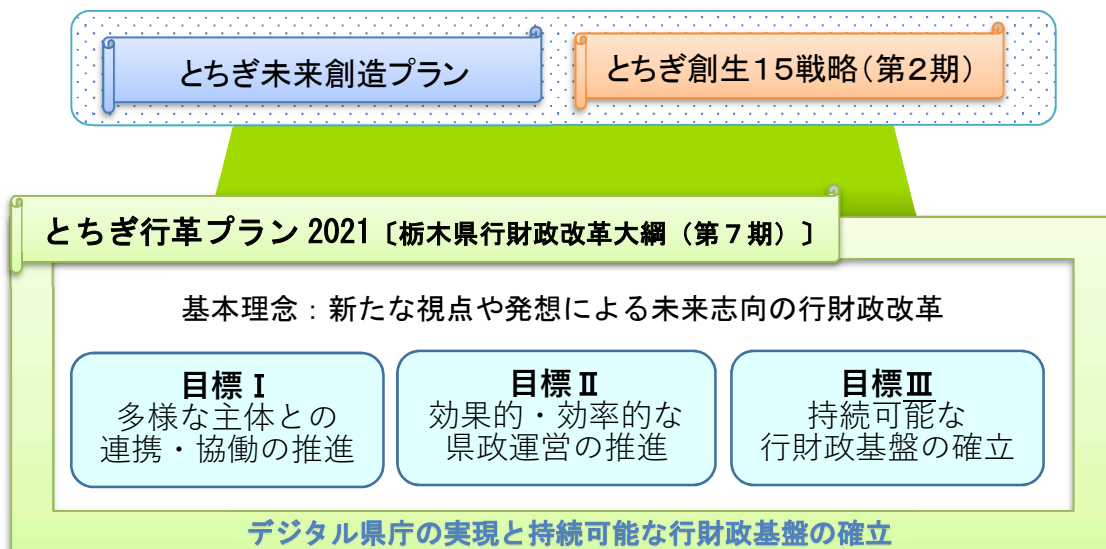 とちぎ未来創造プラン
とちぎ創生15戦略(第2期)
とちぎ行革プラン 2021〔栃木県行財政改革大綱(第7期)〕
基本理念:新たな視点や発想による未来志向の行財政改革
目標Ⅰ
多様な主体との
連携・協働の推進
目標Ⅱ
効果的・効率的な
県政運営の推進
目標Ⅲ
持続可能な
行財政基盤の確立
デジタル県庁の実現と持続可能な行財政基盤の確立